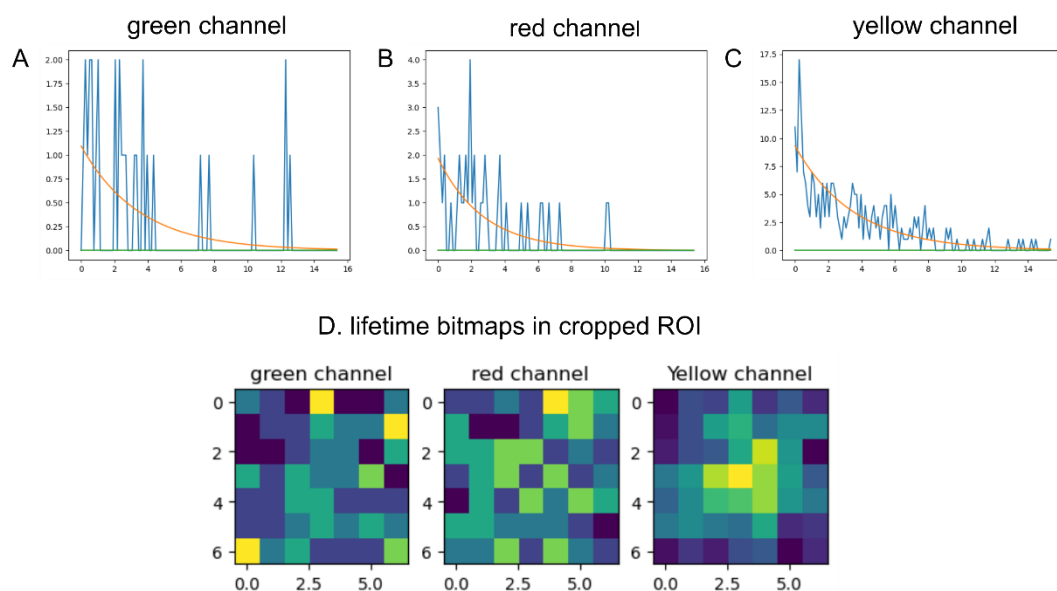 green channel
red channel
yellow channel
A
B
C
2.00
1.75
1.50
1.25
1.00
0.75
0.50
0.25
0.00
0 2 4 6 8 10 12 14 16
4.0
3.5
3.0
2.5
2.0
1.5
1.0
0.5
0.0
0 2 4 6 8 10 12 14 16
17.5
15.0
12.5
10.0
7.5
5.0
2.5
0.0
0 2 4 6 8 10 12 14
D. lifetime bitmaps in cropped ROI
green channel
0
2
4
6
0.0 2.5 5.0
red channel
0
2
4
6
0.0 2.5 5.0
Yellow channel
0
2
4
6
0.0 2.5 5.0